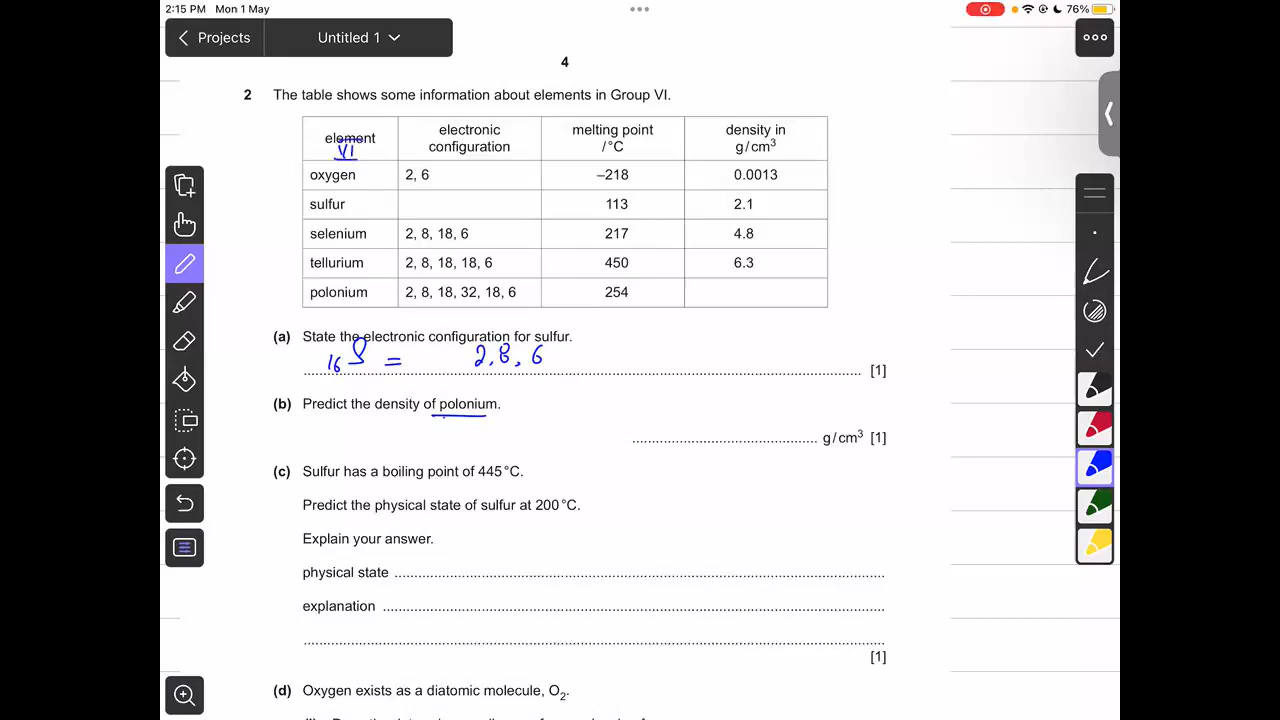 2:15 PM Mon 1 May
76%
Projects
Untitled 1
4
2 The table shows some information about elements in Group VI.
element VI electronic configuration melting point /°C density in g/cm³
oxygen 2, 6 –218 0.0013
sulfur 113 2.1
selenium 2, 8, 18, 6 217 4.8
tellurium 2, 8, 18, 18, 6 450 6.3
polonium 2, 8, 18, 32, 18, 6 254
(a) State the electronic configuration for sulfur.
₁₆S = 2, 8, 6
[1]
(b) Predict the density of polonium.
g/cm³ [1]
(c) Sulfur has a boiling point of 445 °C.
Predict the physical state of sulfur at 200 °C.
Explain your answer.
physical state
explanation
[1]
(d) Oxygen exists as a diatomic molecule, O₂.